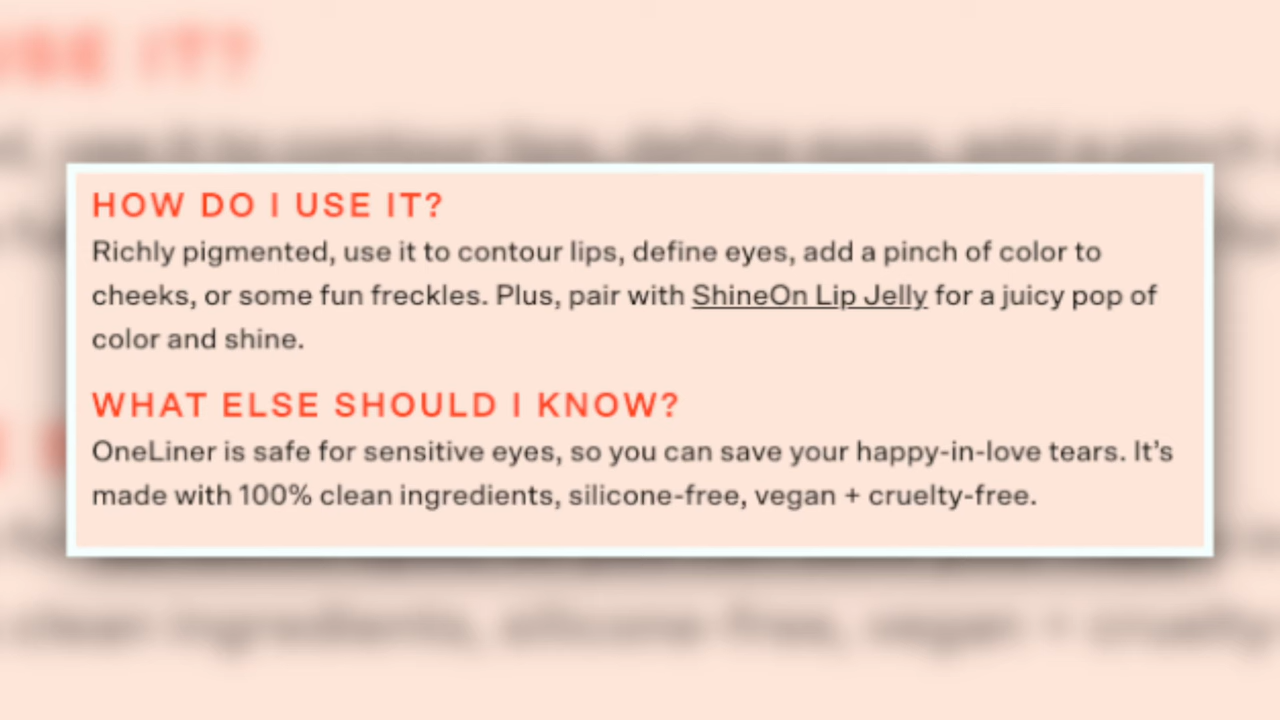 HOW DO I USE IT?
Richly pigmented, use it to contour lips, define eyes, add a pinch of color to
cheeks, or some fun freckles. Plus, pair with ShineOn Lip Jelly for a juicy pop of
color and shine.
WHAT ELSE SHOULD I KNOW?
OneLiner is safe for sensitive eyes, so you can save your happy-in-love tears. It’s
made with 100% clean ingredients, silicone-free, vegan + cruelty-free.